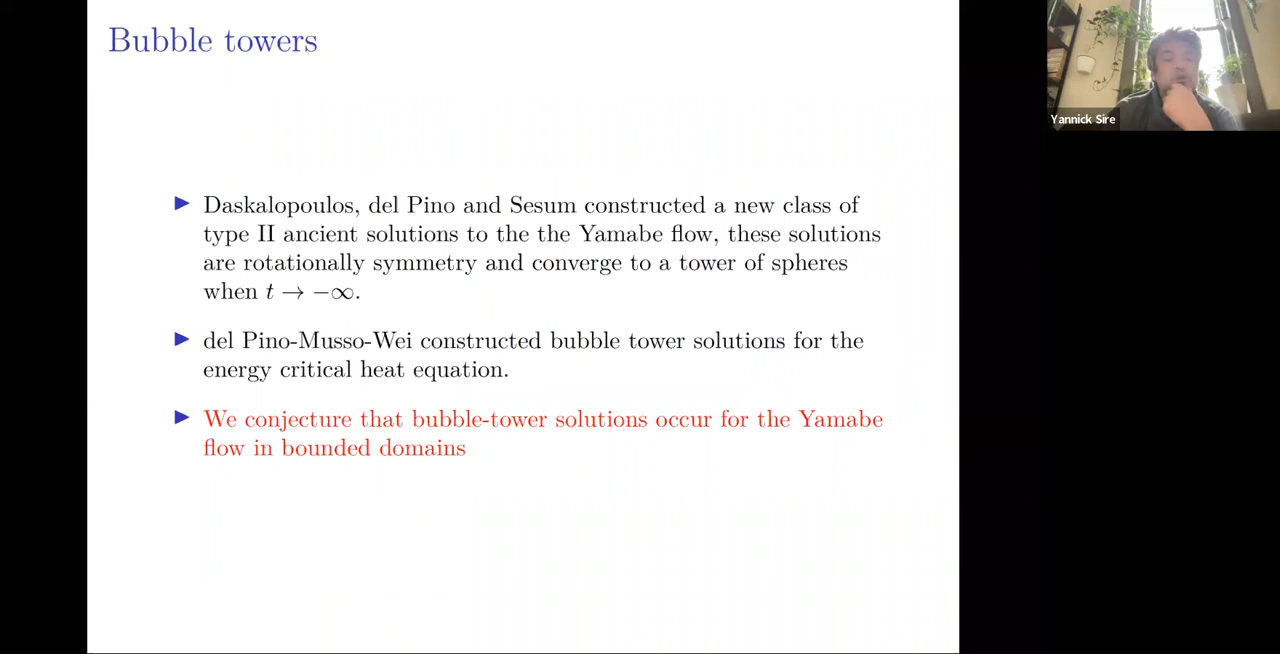 Bubble towers
Yannick Sire
▶ Daskalopoulos, del Pino and Sesum constructed a new class of
type II ancient solutions to the the Yamabe flow, these solutions
are rotationally symmetry and converge to a tower of spheres
when t → −∞.
▶ del Pino-Musso-Wei constructed bubble tower solutions for the
energy critical heat equation.
▶ We conjecture that bubble-tower solutions occur for the Yamabe
flow in bounded domains